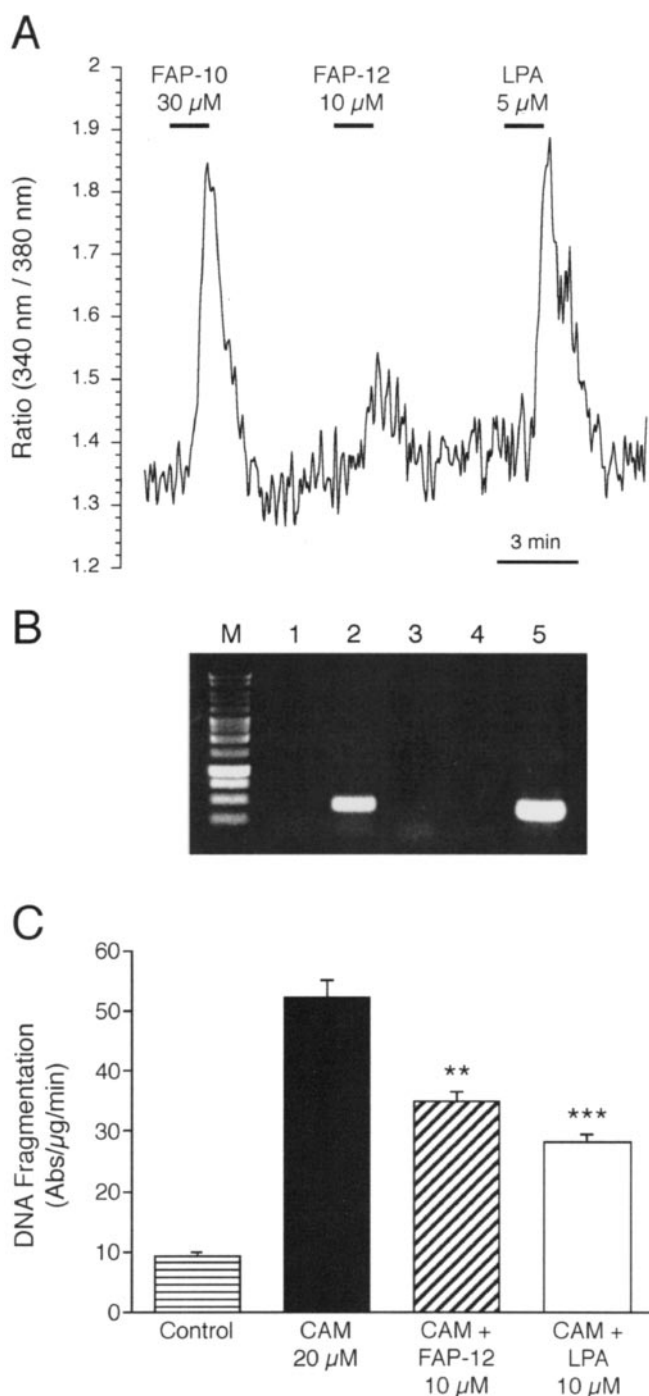 A
FAP-10
30 µM
FAP-12
10 µM
LPA
5 µM
2
1.9
1.8
1.7
1.6
1.5
1.4
1.3
1.2
Ratio (340 nm / 380 nm)
3 min
B
M 1 2 3 4 5
C
60
50
40
30
20
10
0
DNA Fragmentation
(Abs/µg/min)
**
***
Control
CAM
20 µM
CAM +
FAP-12
10 µM
CAM +
LPA
10 µM